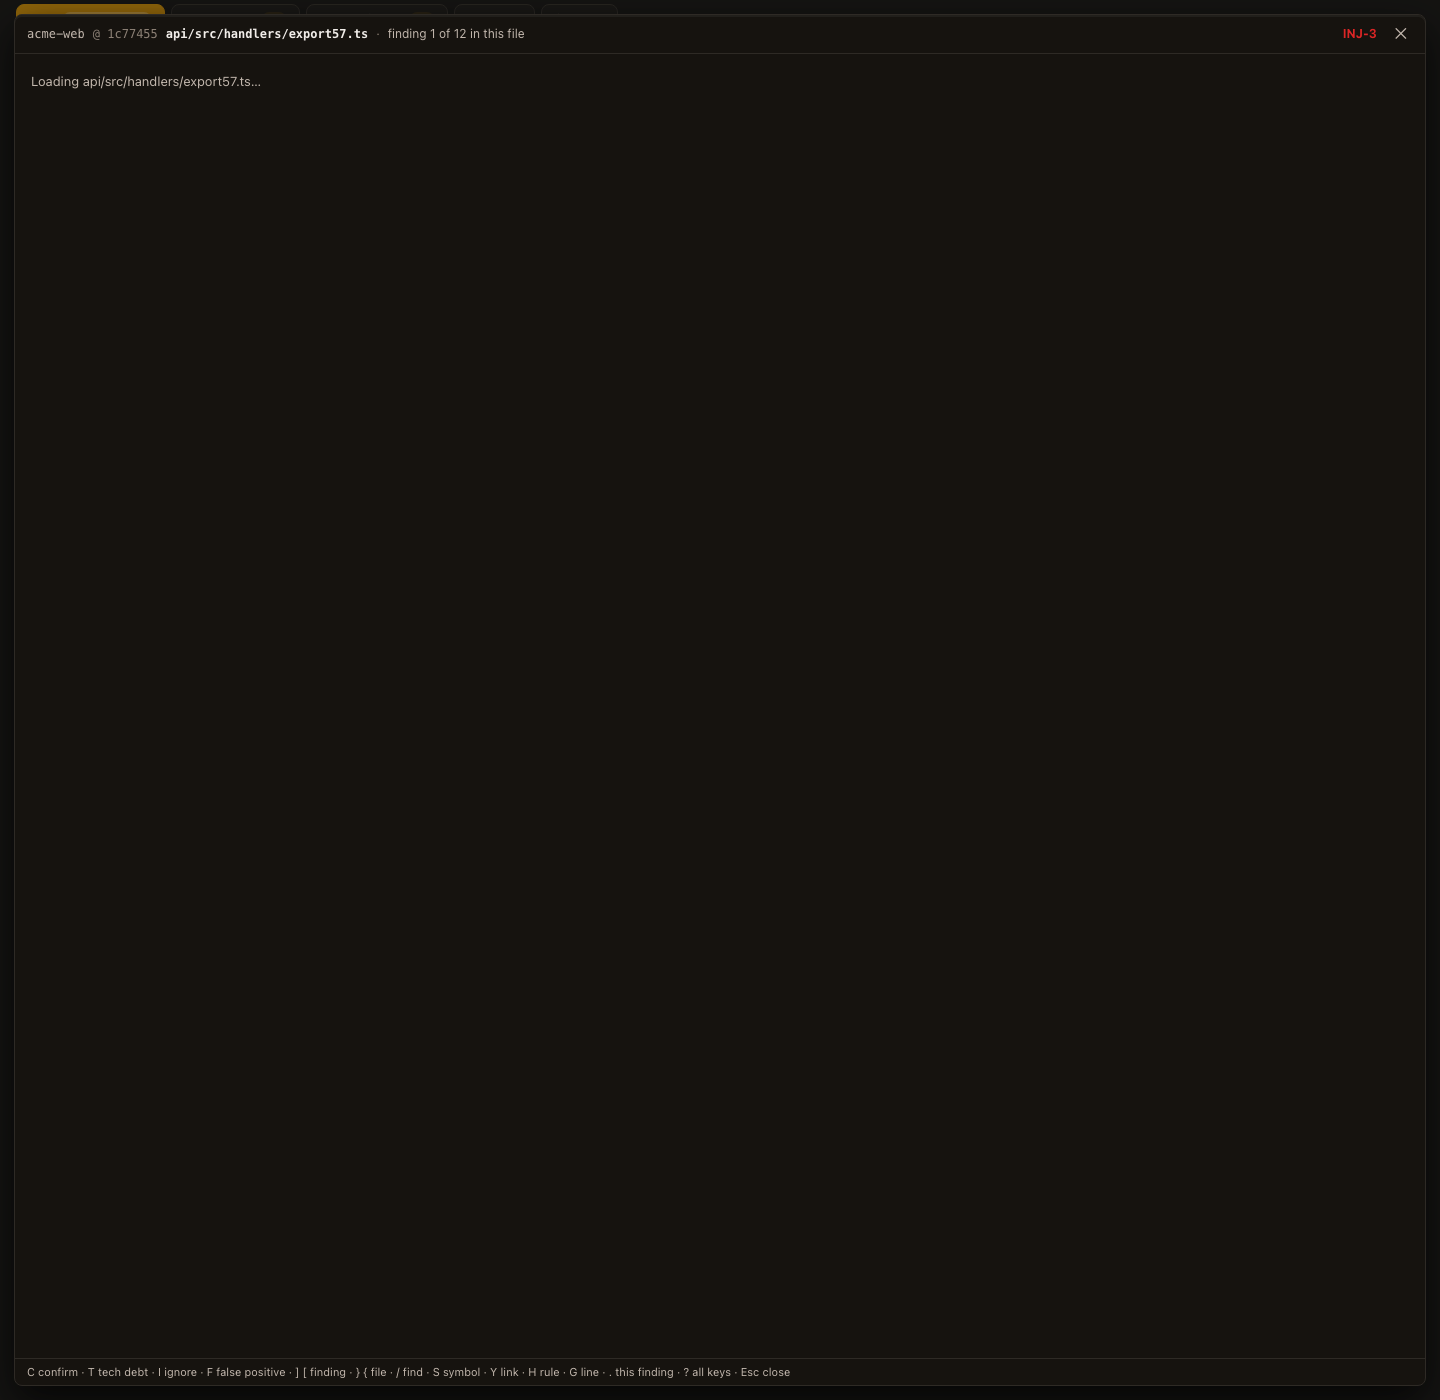 acme-web @ 1c77455 api/src/handlers/export57.ts · finding 1 of 12 in this file INJ-3
Loading api/src/handlers/export57.ts…
C confirm · T tech debt · I ignore · F false positive · ] [ finding · } { file · / find · S symbol · Y link · H rule · G line · . this finding · ? all keys · Esc close